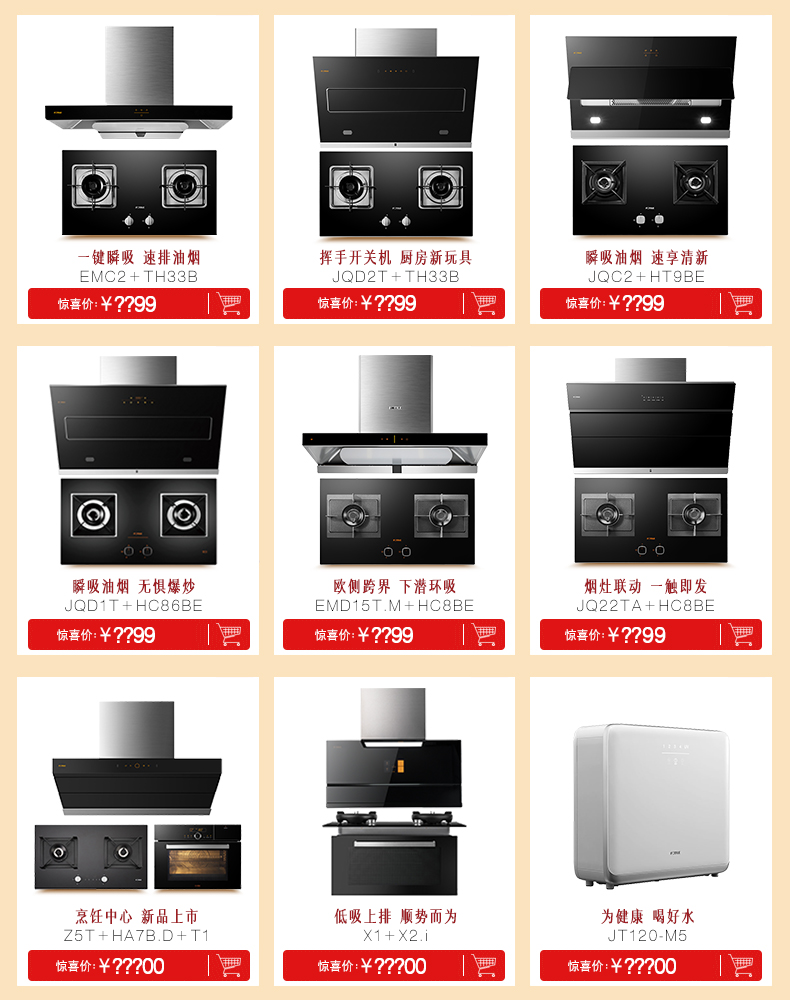 一键瞬吸 速排油烟
EMC2+TH33B
惊喜价:￥??99
挥手开关机 厨房新玩具
JQD2T+TH33B
惊喜价:￥??99
瞬吸油烟 速享清新
JQC2+HT9BE
惊喜价:￥??99
瞬吸油烟 无惧爆炒
JQD1T+HC86BE
惊喜价:￥??99
欧侧跨界 下潜环吸
EMD15T.M+HC8BE
惊喜价:￥??99
烟灶联动 一触即发
JQ22TA+HC8BE
惊喜价:￥??99
烹饪中心 新品上市
Z5T+HA7B.D+T1
惊喜价:￥???00
低吸上排 顺势而为
X1+X2.i
惊喜价:￥???00
为健康 喝好水
JT120-M5
惊喜价:￥???00